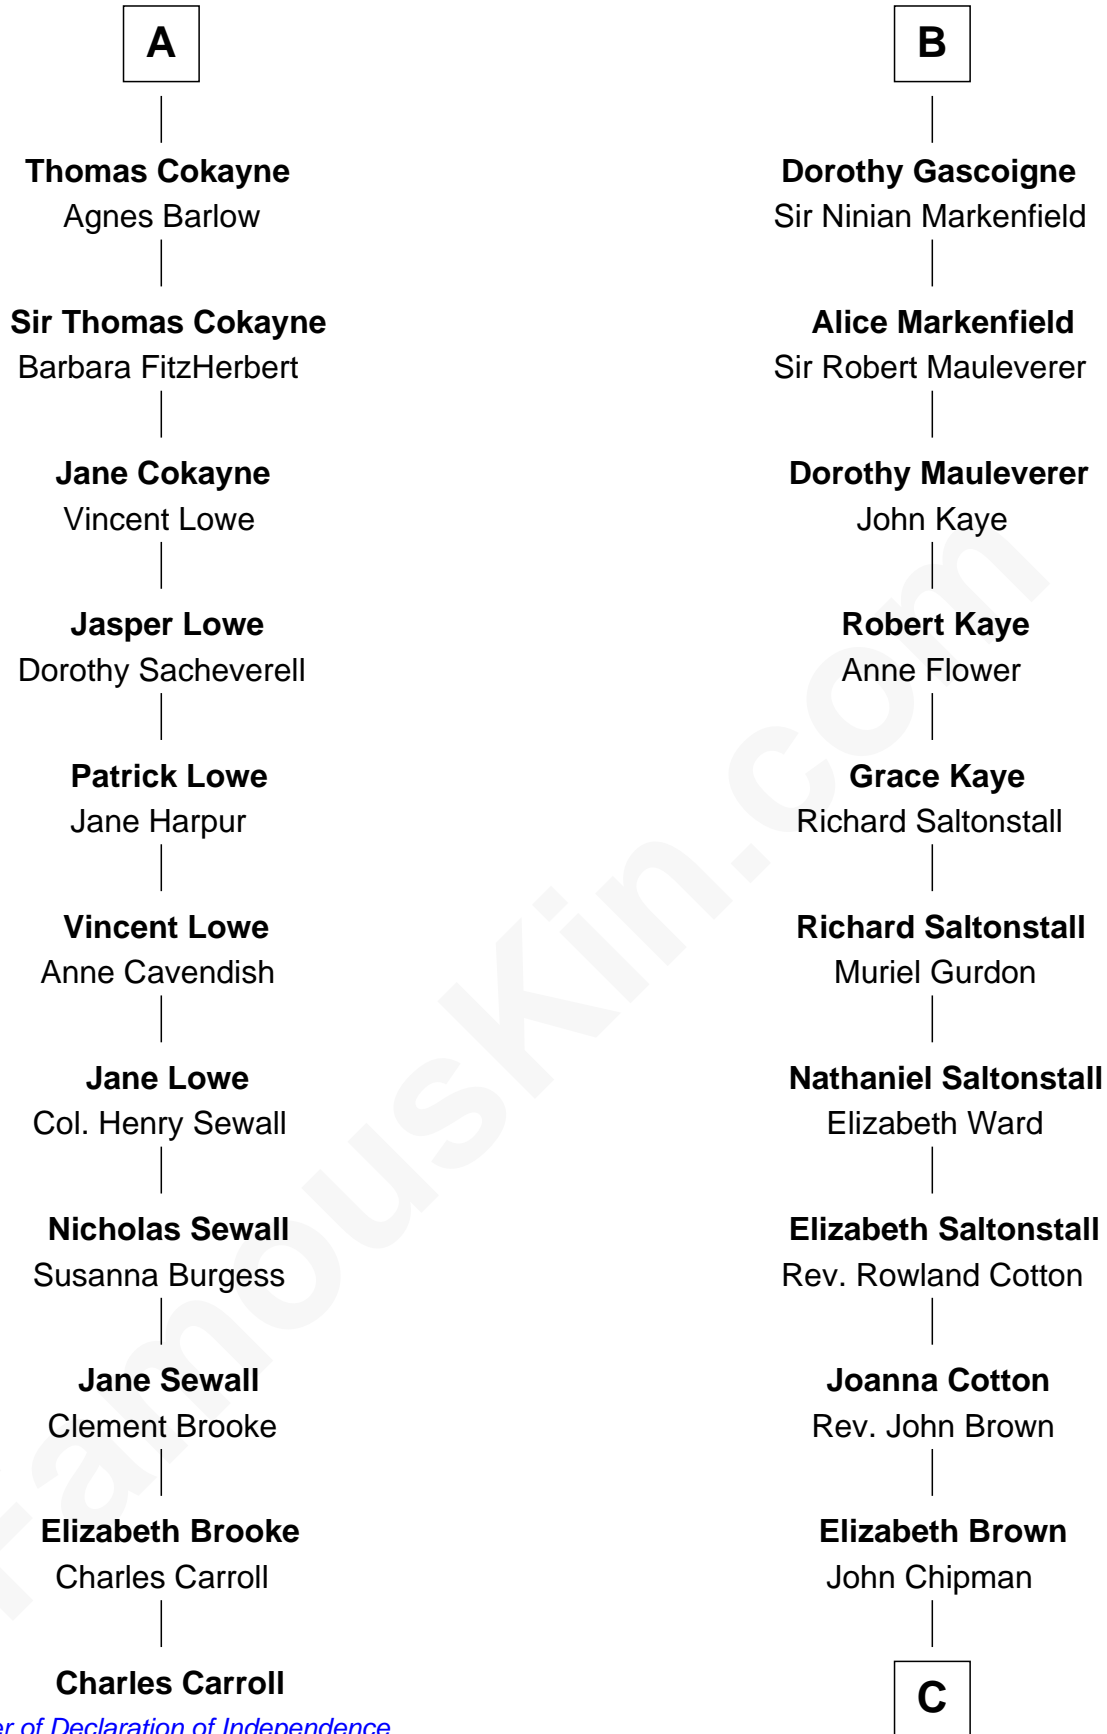 A
Thomas Cokayne
Agnes Barlow
Sir Thomas Cokayne
Barbara FitzHerbert
Jane Cokayne
Vincent Lowe
Jasper Lowe
Dorothy Sacheverell
Patrick Lowe
Jane Harpur
Vincent Lowe
Anne Cavendish
Jane Lowe
Col. Henry Sewall
Nicholas Sewall
Susanna Burgess
Jane Sewall
Clement Brooke
Elizabeth Brooke
Charles Carroll
Charles Carroll
of Declaration of Independence
B
Dorothy Gascoigne
Sir Ninian Markenfield
Alice Markenfield
Sir Robert Mauleverer
Dorothy Mauleverer
John Kaye
Robert Kaye
Anne Flower
Grace Kaye
Richard Saltonstall
Richard Saltonstall
Muriel Gurdon
Nathaniel Saltonstall
Elizabeth Ward
Elizabeth Saltonstall
Rev. Rowland Cotton
Joanna Cotton
Rev. John Brown
Elizabeth Brown
John Chipman
C
FamousKin.com